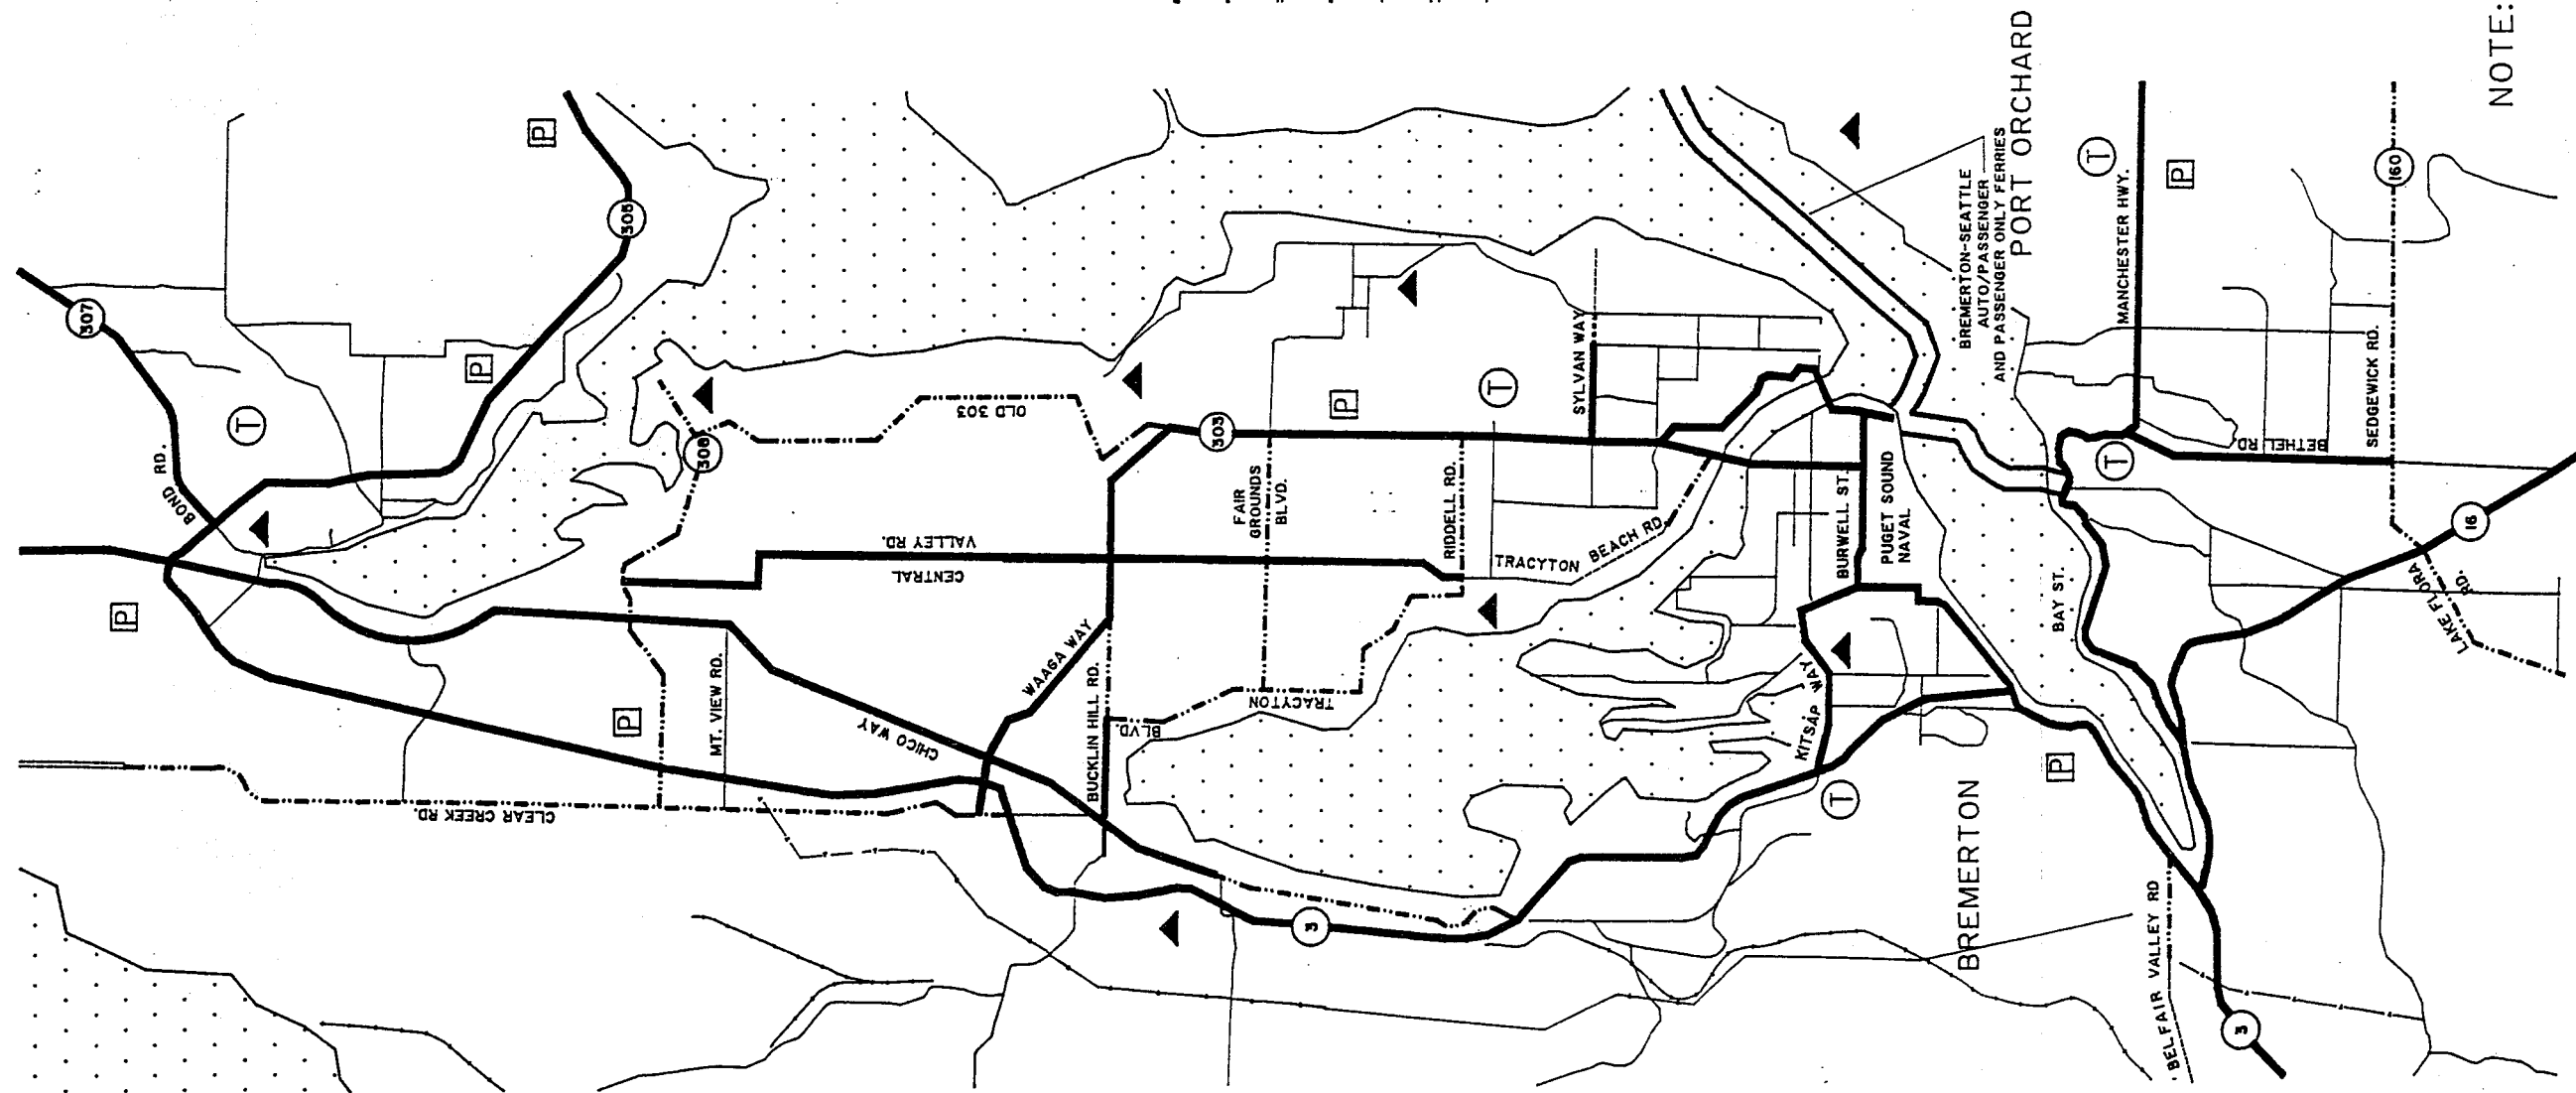 307
BOND
RD.
P
305
P
T
P
308
OLD 303
CENTRAL
VALLEY RD.
MT. VIEW RD.
P
CLEAR CREEK RD.
CHICO WAY
WAAGA WAY
BUCKLIN HILL RD.
TRACYTON
BLVD.
303
FAIR
GROUNDS
BLVD.
P
RIDDELL RD.
T
SYLVAN WAY
TRACYTON
BEACH RD.
BURWELL ST.
PUGET SOUND
NAVAL
KITSAP WAY
T
3
BREMERTON
P
BREMERTON-SEATTLE
AUTO/PASSENGER
AND PASSENGER ONLY FERRIES
PORT ORCHARD
T
MANCHESTER HWY.
P
T
BETHEL RD
SEDGEWICK RD.
160
16
BAY ST.
LAKE FLORA
RD.
BELFAIR VALLEY RD
3
NOTE: